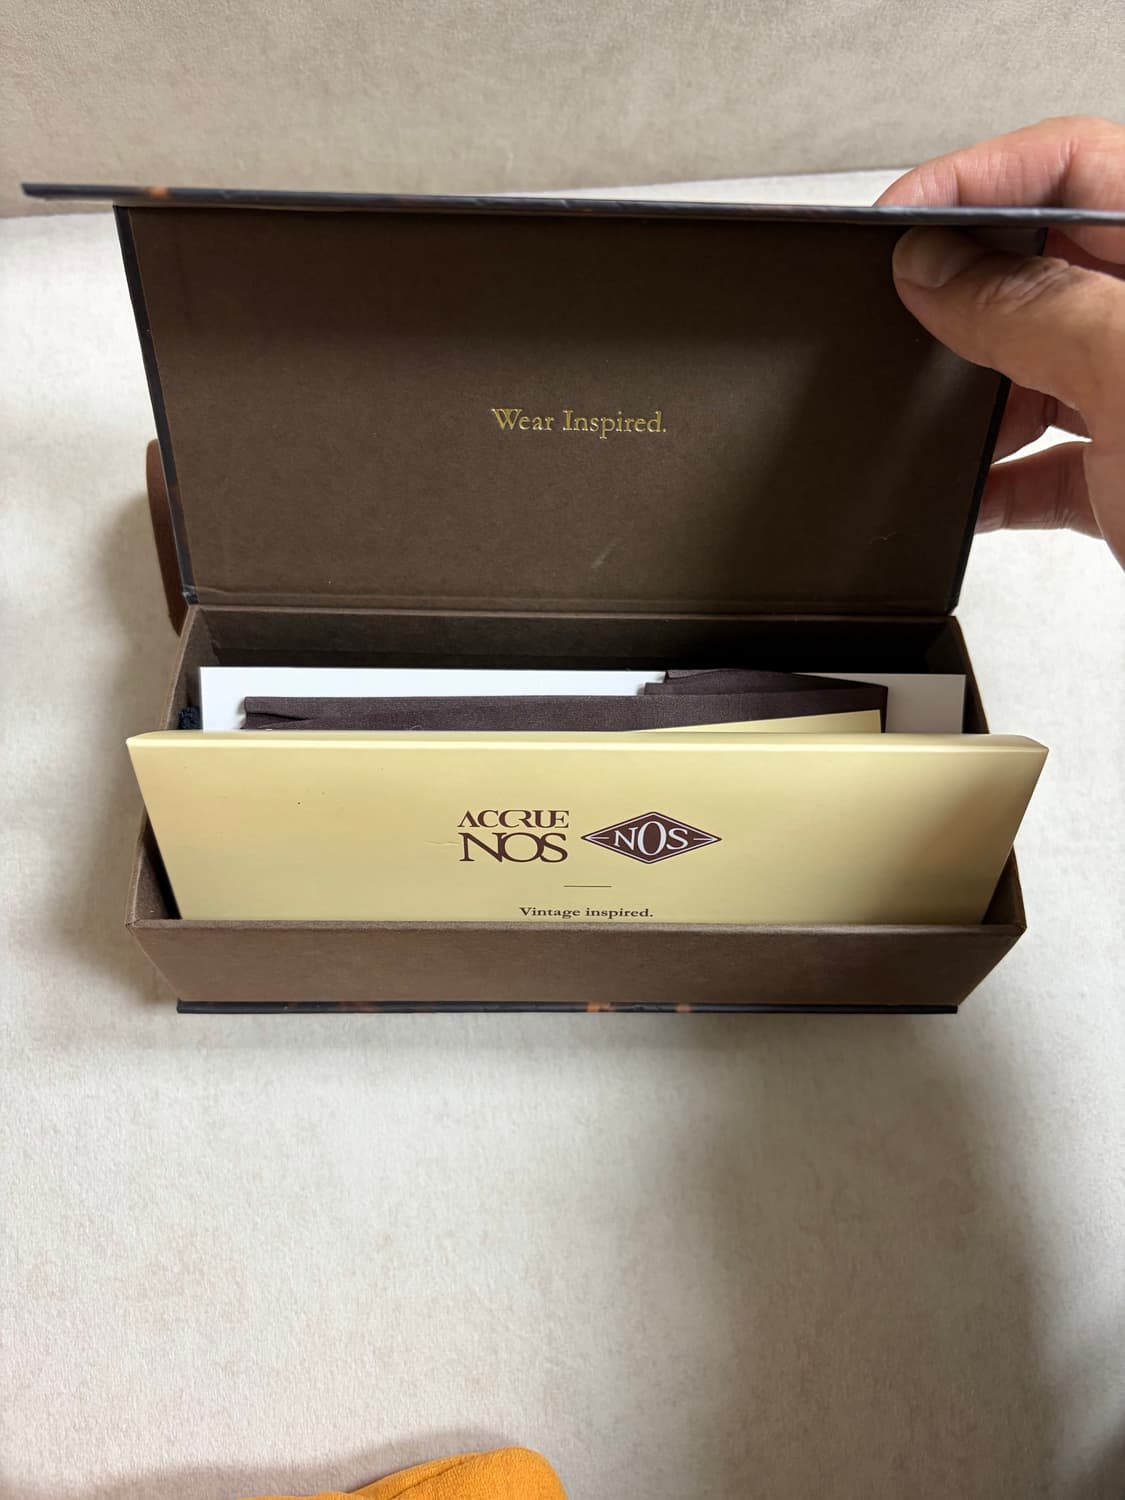 Wear Inspired.
ACCRUE
NOS
NOS
Vintage inspired.